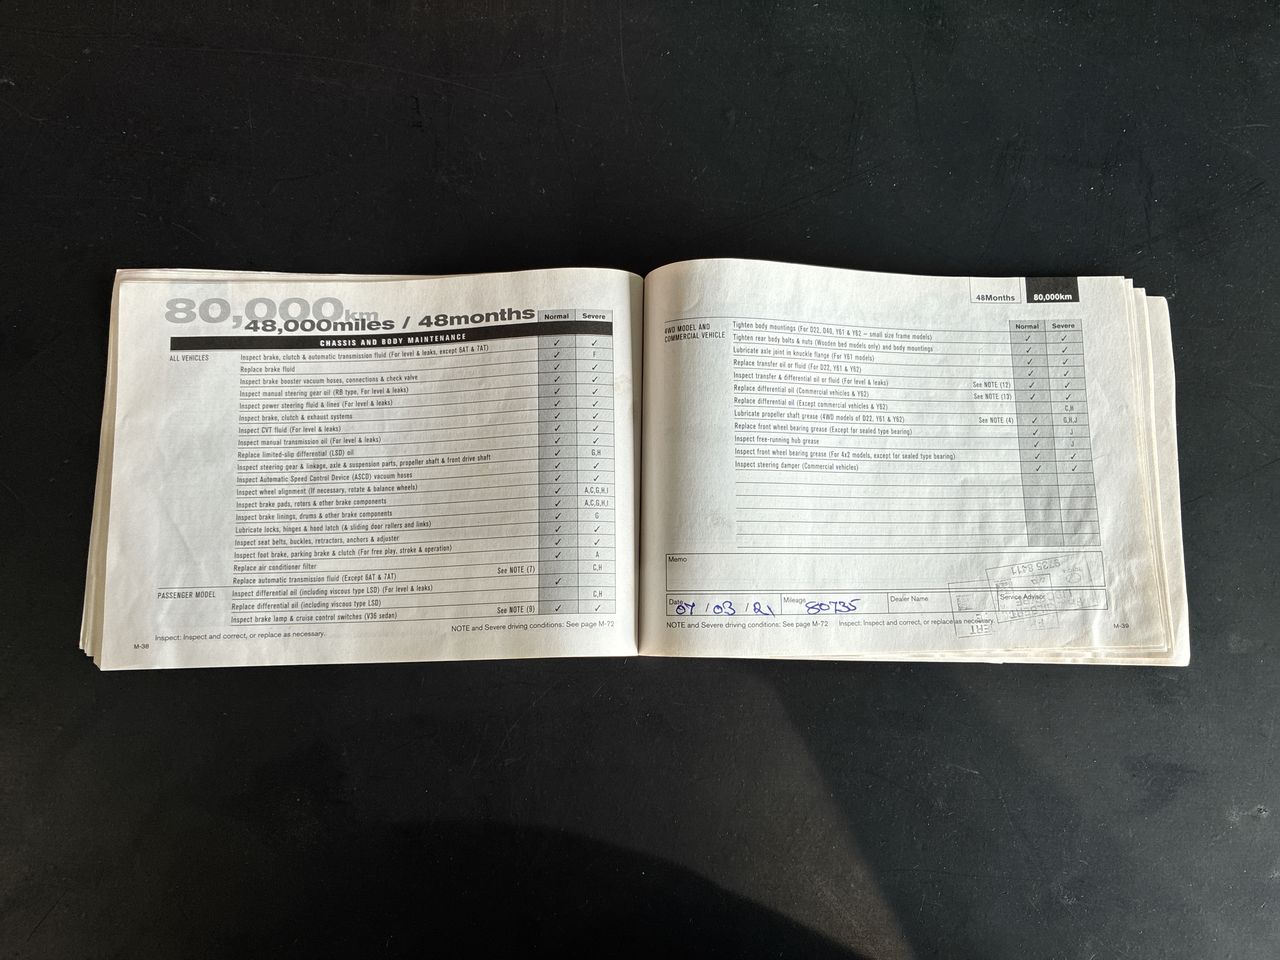 80,000km
48,000miles / 48months
Normal Severe
CHASSIS AND BODY MAINTENANCE
ALL VEHICLES
Inspect brake, clutch & automatic transmission fluid (For level & leaks, except 6AT & 7AT) ✓ ✓
Replace brake fluid ✓ F
Inspect brake booster vacuum hoses, connections & check valve ✓ ✓
Inspect manual steering gear oil (RB type, For level & leaks) ✓ ✓
Inspect power steering fluid & lines (For level & leaks) ✓ ✓
Inspect brake, clutch & exhaust systems ✓ ✓
Inspect CVT fluid (For level & leaks) ✓ ✓
Inspect manual transmission oil (For level & leaks) ✓ ✓
Replace limited-slip differential (LSD) oil ✓ ✓
Inspect steering gear & linkage, axle & suspension parts, propeller shaft & front drive shaft ✓ G,H
Inspect Automatic Speed Control Device (ASCD) vacuum hoses ✓ ✓
Inspect wheel alignment (If necessary, rotate & balance wheels) ✓ ✓
Inspect brake pads, rotors & other brake components ✓ A,C,G,H,I
Inspect brake linings, drums & other brake components ✓ A,C,G,H,I
Lubricate locks, hinges & hood latch (& sliding door rollers and links) ✓ G
Inspect seat belts, buckles, retractors, anchors & adjuster ✓ ✓
Inspect foot brake, parking brake & clutch (For free play, stroke & operation) ✓ ✓
Replace air conditioner filter ✓ A
Replace automatic transmission fluid (Except 6AT & 7AT) See NOTE (7) C,H
PASSENGER MODEL
Inspect differential oil (including viscous type LSD) (For level & leaks) ✓
Replace differential oil (including viscous type LSD) C,H
Inspect brake lamp & cruise control switches (V36 sedan) See NOTE (9) ✓ ✓
Inspect: Inspect and correct, or replace as necessary.
NOTE and Severe driving conditions: See page M-72
M-38
48Months 80,000km
Normal Severe
4WD MODEL AND
COMMERCIAL VEHICLE
Tighten body mountings (For D22, D40, Y61 & Y62 – small size frame models) ✓ ✓
Tighten rear body bolts & nuts (Wooden bed models only) and body mountings ✓ ✓
Lubricate axle joint in knuckle flange (For Y61 models) ✓ ✓
Replace transfer oil or fluid (For D22, Y61 & Y62) ✓ ✓
Inspect transfer & differential oil or fluid (For level & leaks) See NOTE (12) ✓ ✓
Replace differential oil (Commercial vehicles & Y62) See NOTE (13) ✓ ✓
Replace differential oil (Except commercial vehicles & Y62) C,H
Lubricate propeller shaft grease (4WD models of D22, Y61 & Y62) See NOTE (4) ✓ G,H,J
Replace front wheel bearing grease (Except for sealed type bearing) ✓ J
Inspect free-running hub grease ✓ J
Inspect front wheel bearing grease (For 4x2 models, except for sealed type bearing) ✓ ✓
Inspect steering damper (Commercial vehicles) ✓ ✓
Memo
9735 8411
Date 07 / 03 / 21 Mileage 80735 Dealer Name Service Advisor
NOTE and Severe driving conditions: See page M-72 Inspect: Inspect and correct, or replace as necessary.
M-39